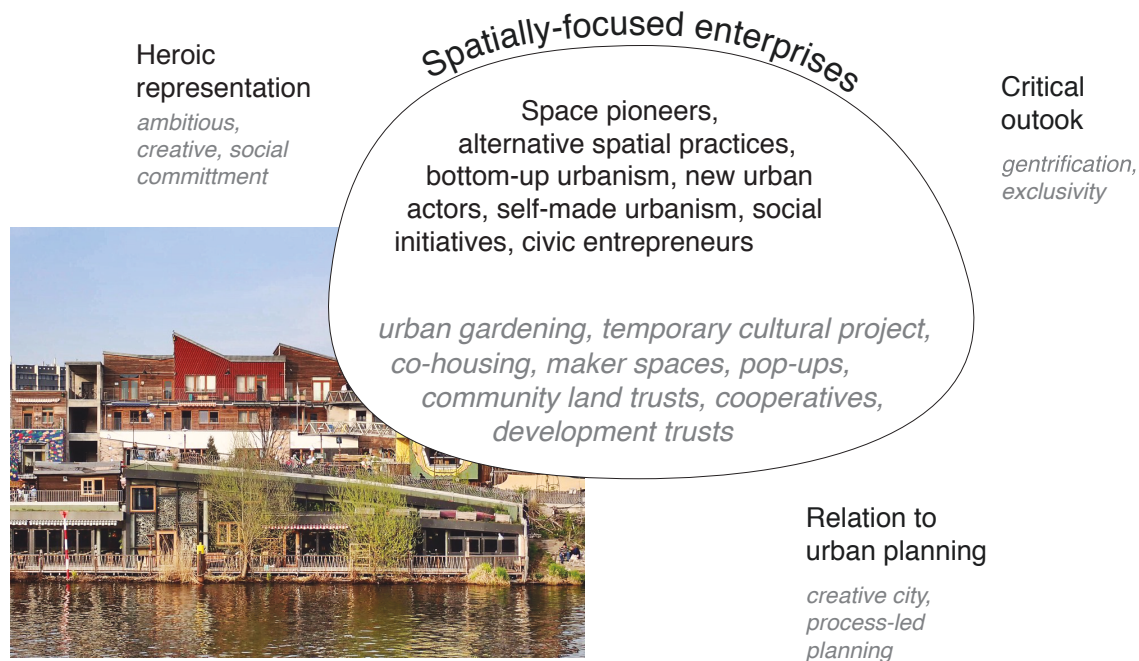 Spatially-focused enterprises
Heroic
representation
ambitious,
creative, social
committment
Space pioneers,
alternative spatial practices,
bottom-up urbanism, new urban
actors, self-made urbanism, social
initiatives, civic entrepreneurs
urban gardening, temporary cultural project,
co-housing, maker spaces, pop-ups,
community land trusts, cooperatives,
development trusts
Critical
outook
gentrification,
exclusivity
Relation to
urban planning
creative city,
process-led
planning